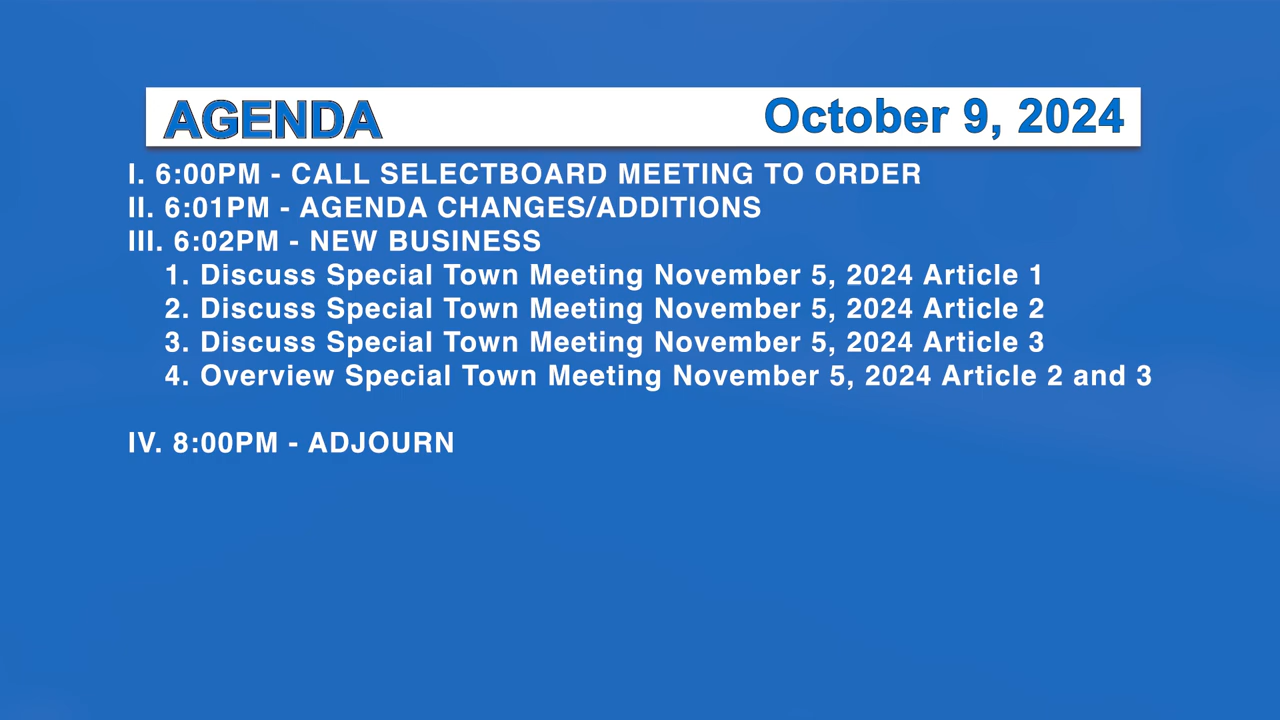 AGENDA October 9, 2024
I. 6:00PM - CALL SELECTBOARD MEETING TO ORDER
II. 6:01PM - AGENDA CHANGES/ADDITIONS
III. 6:02PM - NEW BUSINESS
1. Discuss Special Town Meeting November 5, 2024 Article 1
2. Discuss Special Town Meeting November 5, 2024 Article 2
3. Discuss Special Town Meeting November 5, 2024 Article 3
4. Overview Special Town Meeting November 5, 2024 Article 2 and 3
IV. 8:00PM - ADJOURN